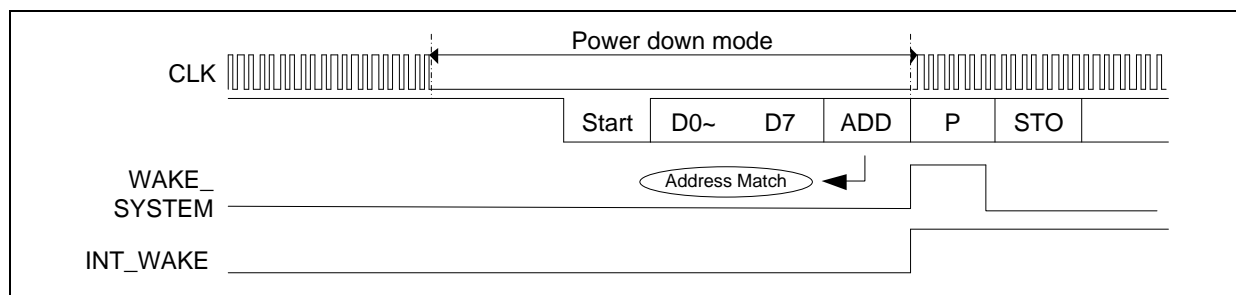 Power down mode
CLK
Start D0~ D7 ADD P STO
Address Match
WAKE_
SYSTEM
INT_WAKE